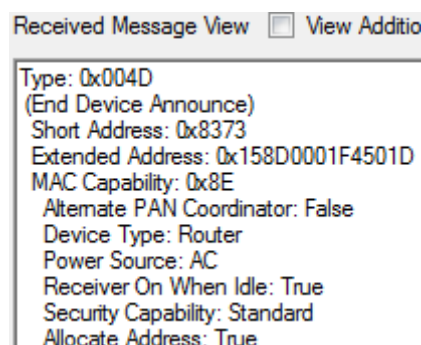 Received Message View View Additio
Type: 0x004D
(End Device Announce)
Short Address: 0x8373
Extended Address: 0x158D0001F4501D
MAC Capability: 0x8E
Alternate PAN Coordinator: False
Device Type: Router
Power Source: AC
Receiver On When Idle: True
Security Capability: Standard
Allocate Address: True